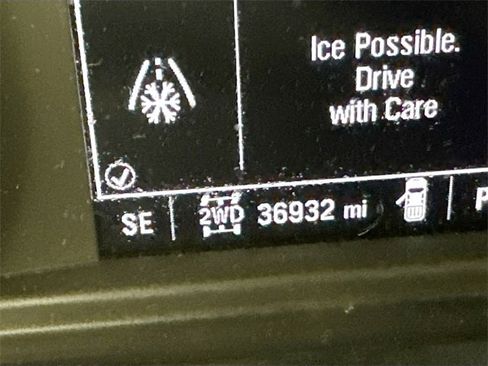 Ice Possible.
Drive
with Care
SE 2WD 36932 mi P